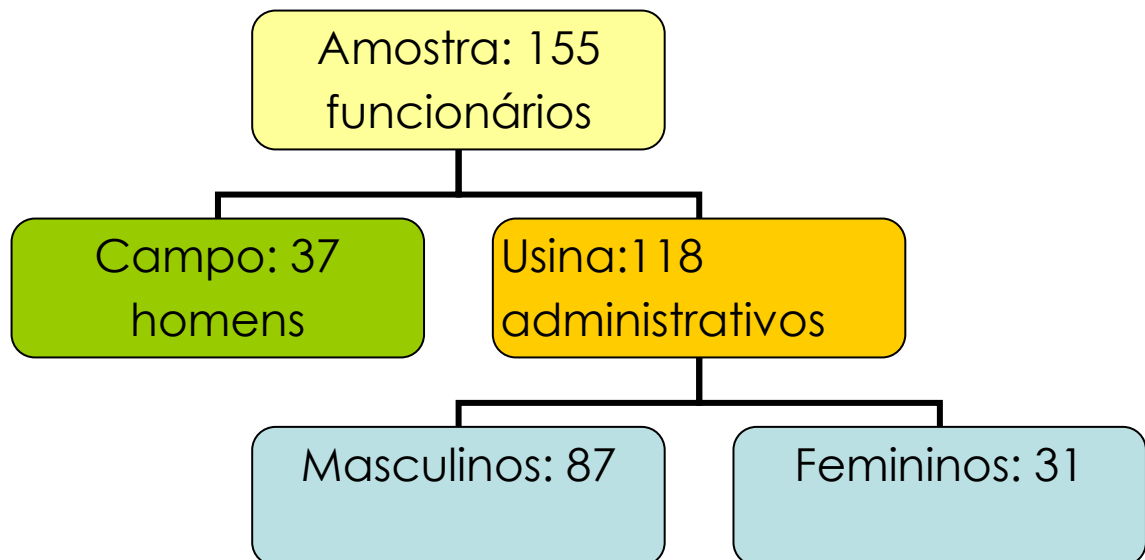 Amostra: 155
funcionários
Campo: 37
homens
Usina:118
administrativos
Masculinos: 87
Femininos: 31